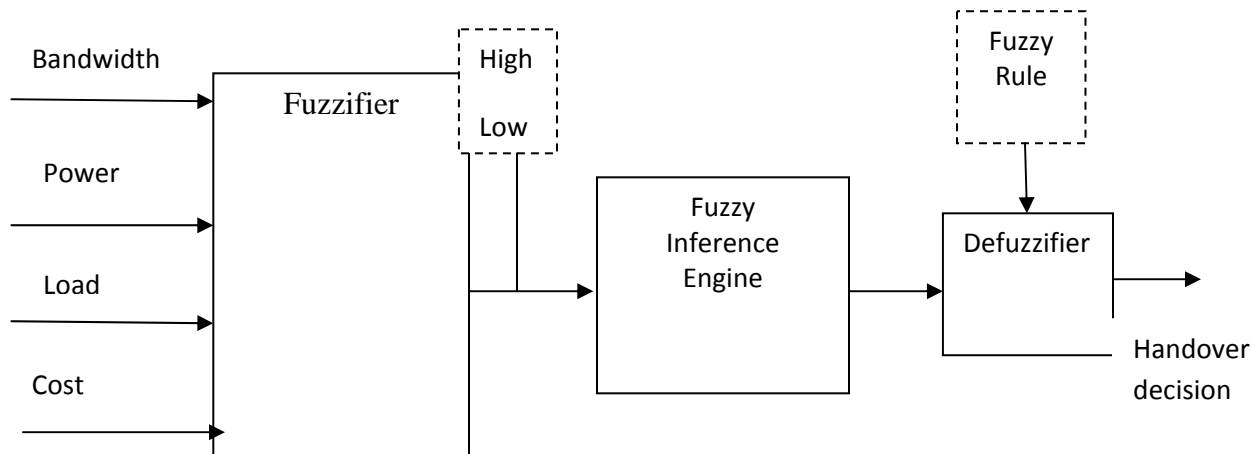 Bandwidth
Power
Load
Cost
Fuzzifier
High
Low
Fuzzy
Inference
Engine
Fuzzy
Rule
Defuzzifier
Handover
decision